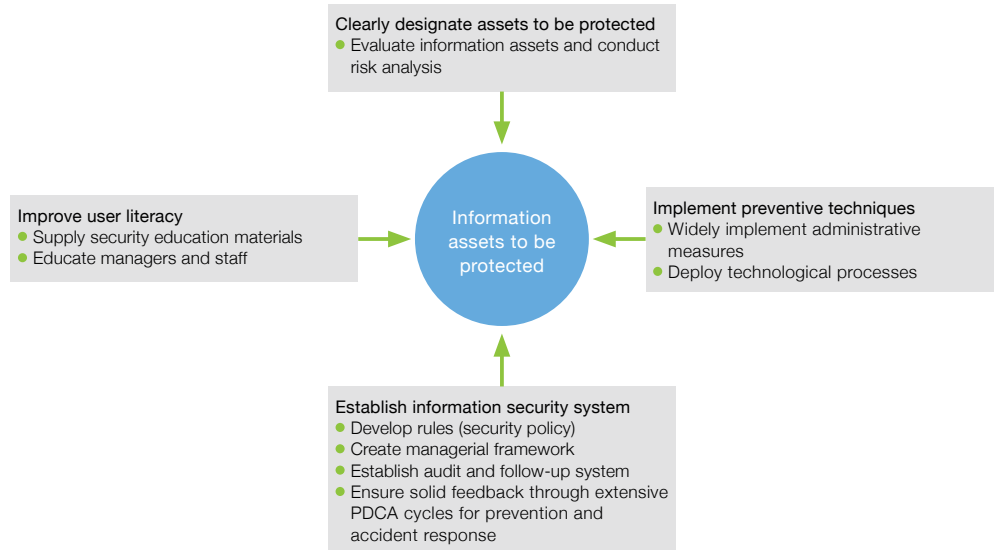 Clearly designate assets to be protected
● Evaluate information assets and conduct
risk analysis
Improve user literacy
● Supply security education materials
● Educate managers and staff
Information
assets to be
protected
Implement preventive techniques
● Widely implement administrative
measures
● Deploy technological processes
Establish information security system
● Develop rules (security policy)
● Create managerial framework
● Establish audit and follow-up system
● Ensure solid feedback through extensive
PDCA cycles for prevention and
accident response